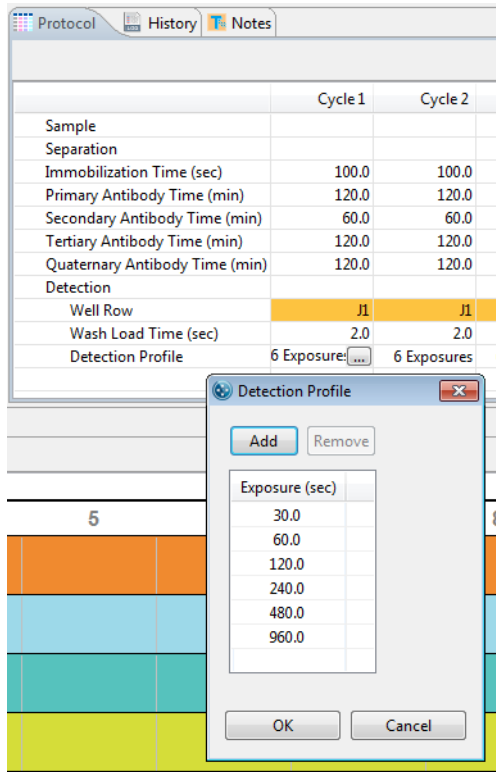 Protocol History Notes
Cycle 1 Cycle 2
Sample
Separation
Immobilization Time (sec) 100.0 100.0
Primary Antibody Time (min) 120.0 120.0
Secondary Antibody Time (min) 60.0 60.0
Tertiary Antibody Time (min) 120.0 120.0
Quaternary Antibody Time (min) 120.0 120.0
Detection
Well Row J1 J1
Wash Load Time (sec) 2.0 2.0
Detection Profile 6 Exposures ... 6 Exposures
Detection Profile
Add Remove
Exposure (sec)
5 8
30.0
60.0
120.0
240.0
480.0
960.0
OK Cancel